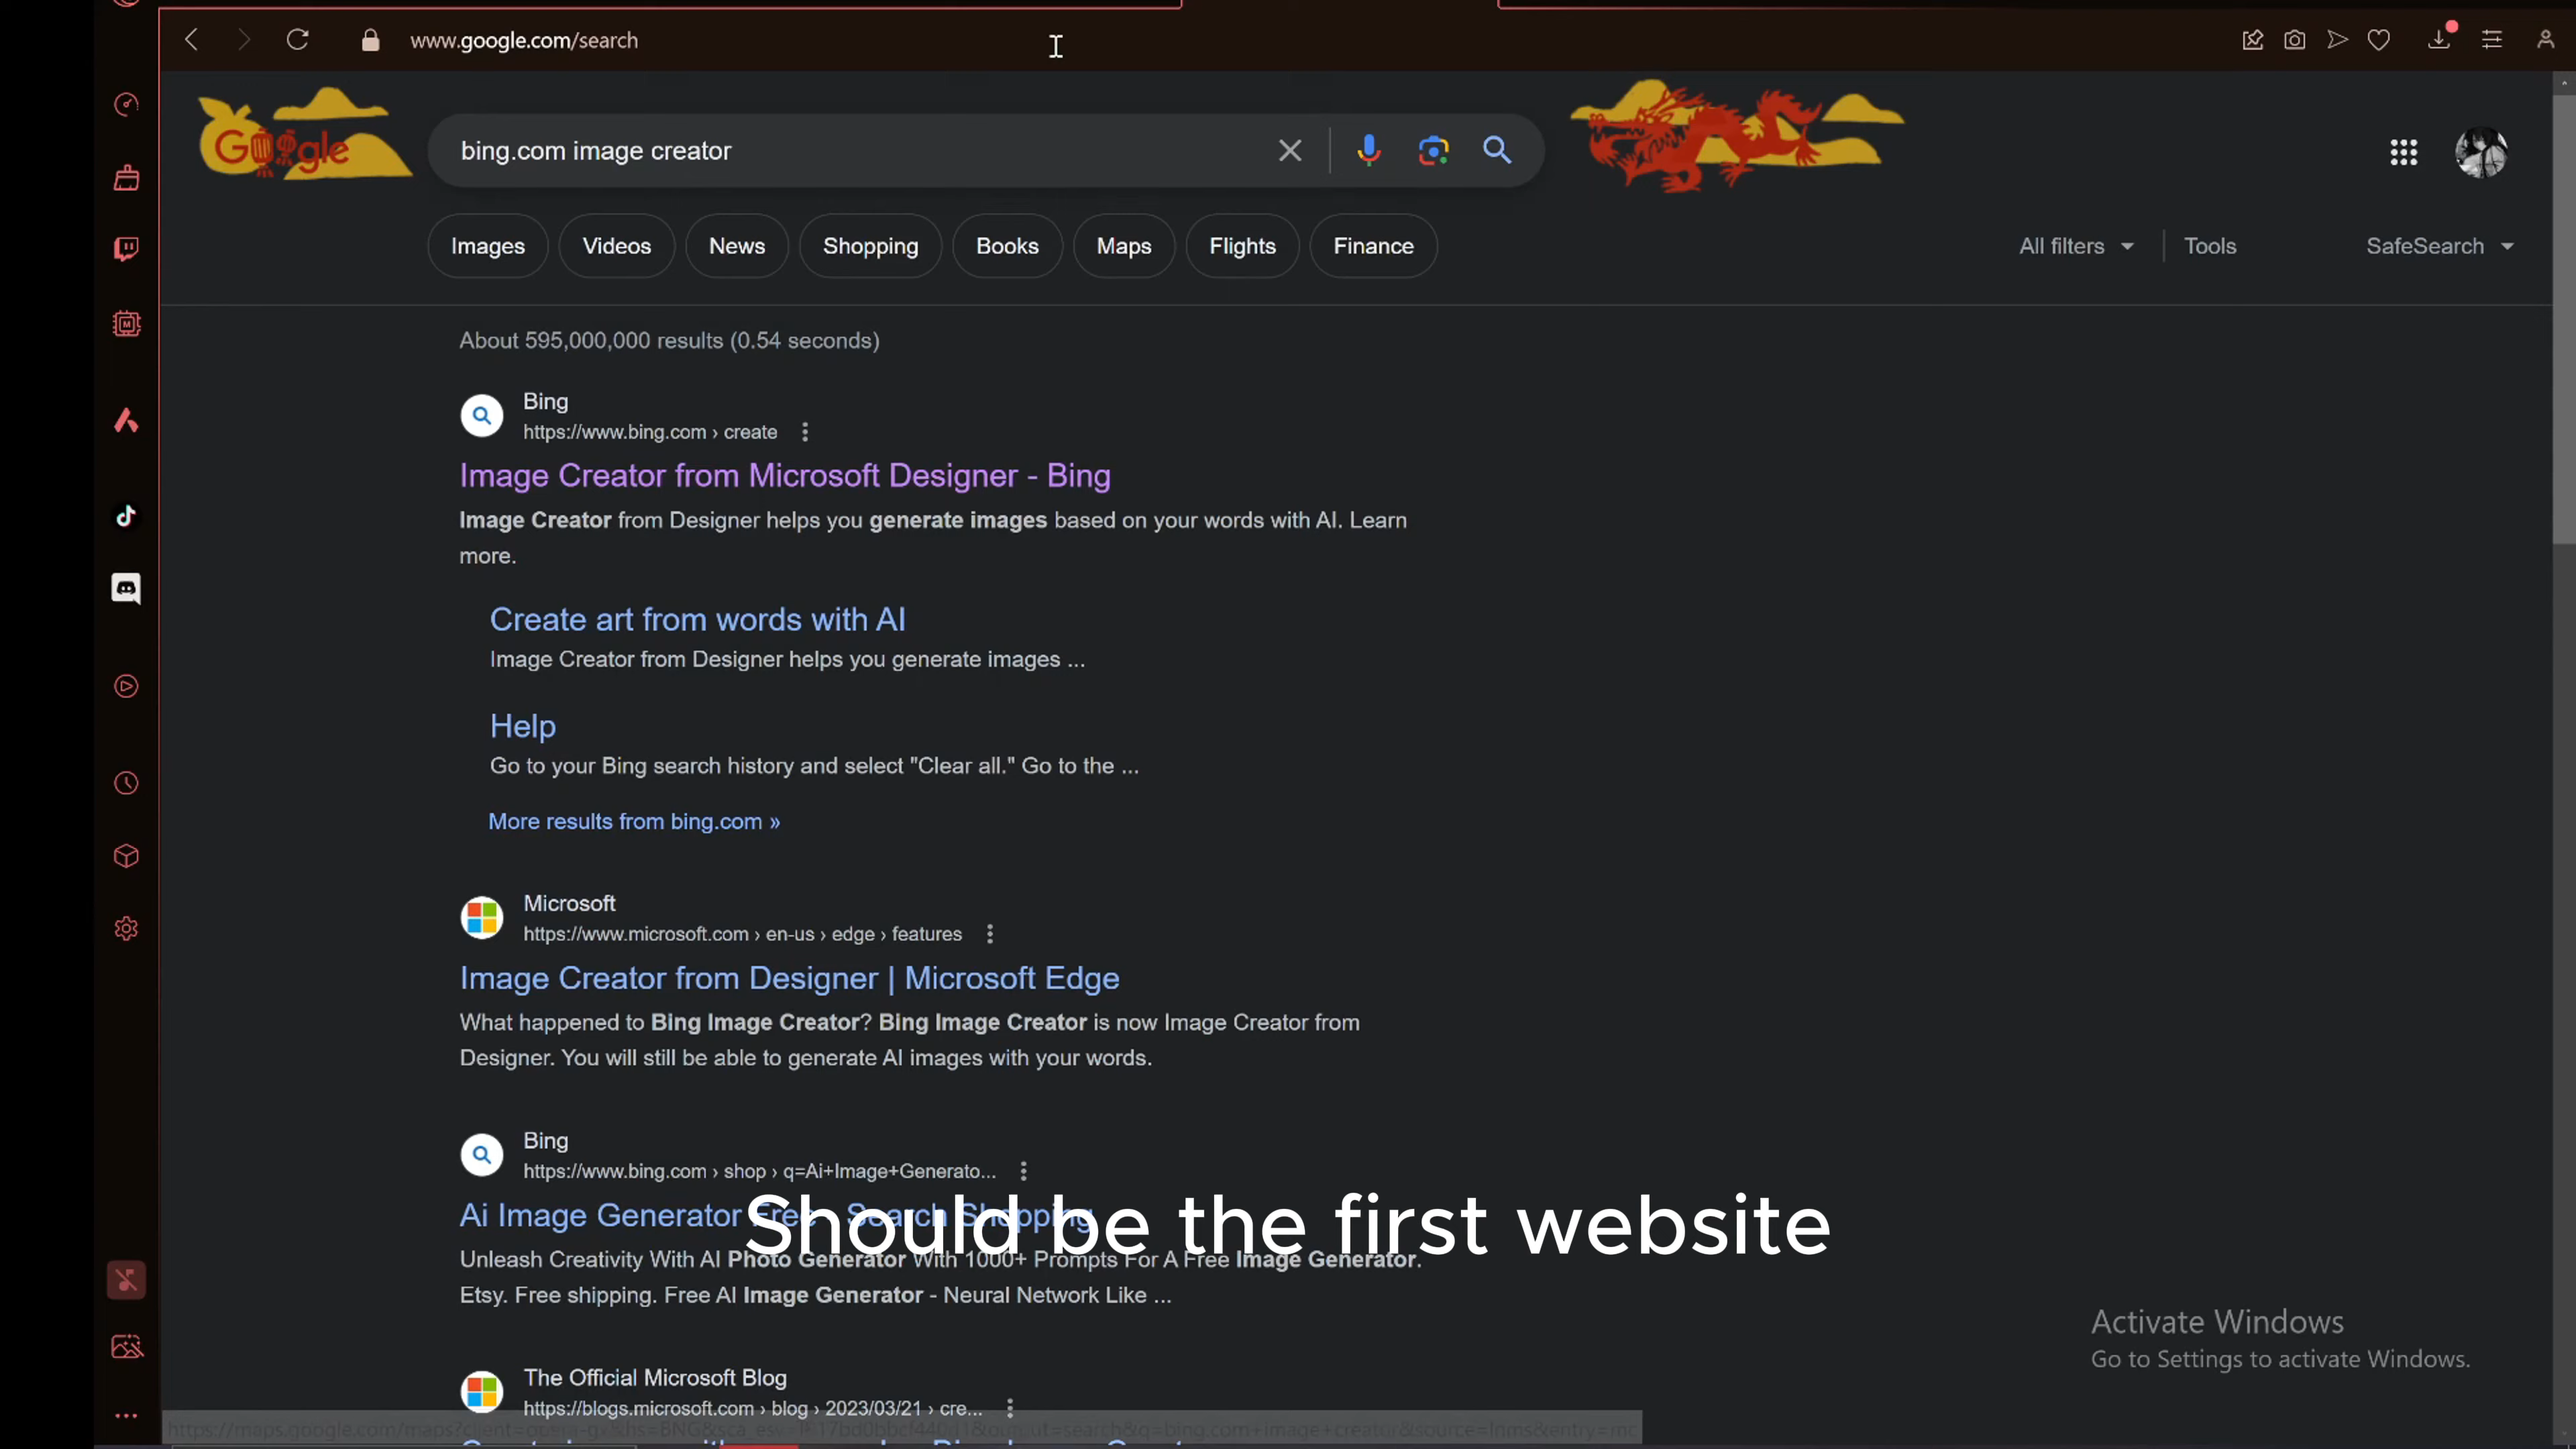 www.google.com/search
Google
bing.com image creator
Images
Videos
News
Shopping
Books
Maps
Flights
Finance
All filters
Tools
SafeSearch
About 595,000,000 results (0.54 seconds)
Bing
https://www.bing.com › create
Image Creator from Microsoft Designer - Bing
Image Creator from Designer helps you generate images based on your words with AI. Learn
more.
Create art from words with AI
Image Creator from Designer helps you generate images ...
Help
Go to your Bing search history and select "Clear all." Go to the ...
More results from bing.com »
Microsoft
https://www.microsoft.com › en-us › edge › features
Image Creator from Designer | Microsoft Edge
What happened to Bing Image Creator? Bing Image Creator is now Image Creator from
Designer. You will still be able to generate AI images with your words.
Bing
https://www.bing.com › shop › q=Ai+Image+Generato...
Ai Image Generator Free - Search Shopping
Should be the first website
Unleash Creativity With AI Photo Generator With 1000+ Prompts For A Free Image Generator.
Etsy. Free shipping. Free AI Image Generator - Neural Network Like ...
Activate Windows
Go to Settings to activate Windows.
The Official Microsoft Blog
https://blogs.microsoft.com › blog › 2023/03/21 › cre...